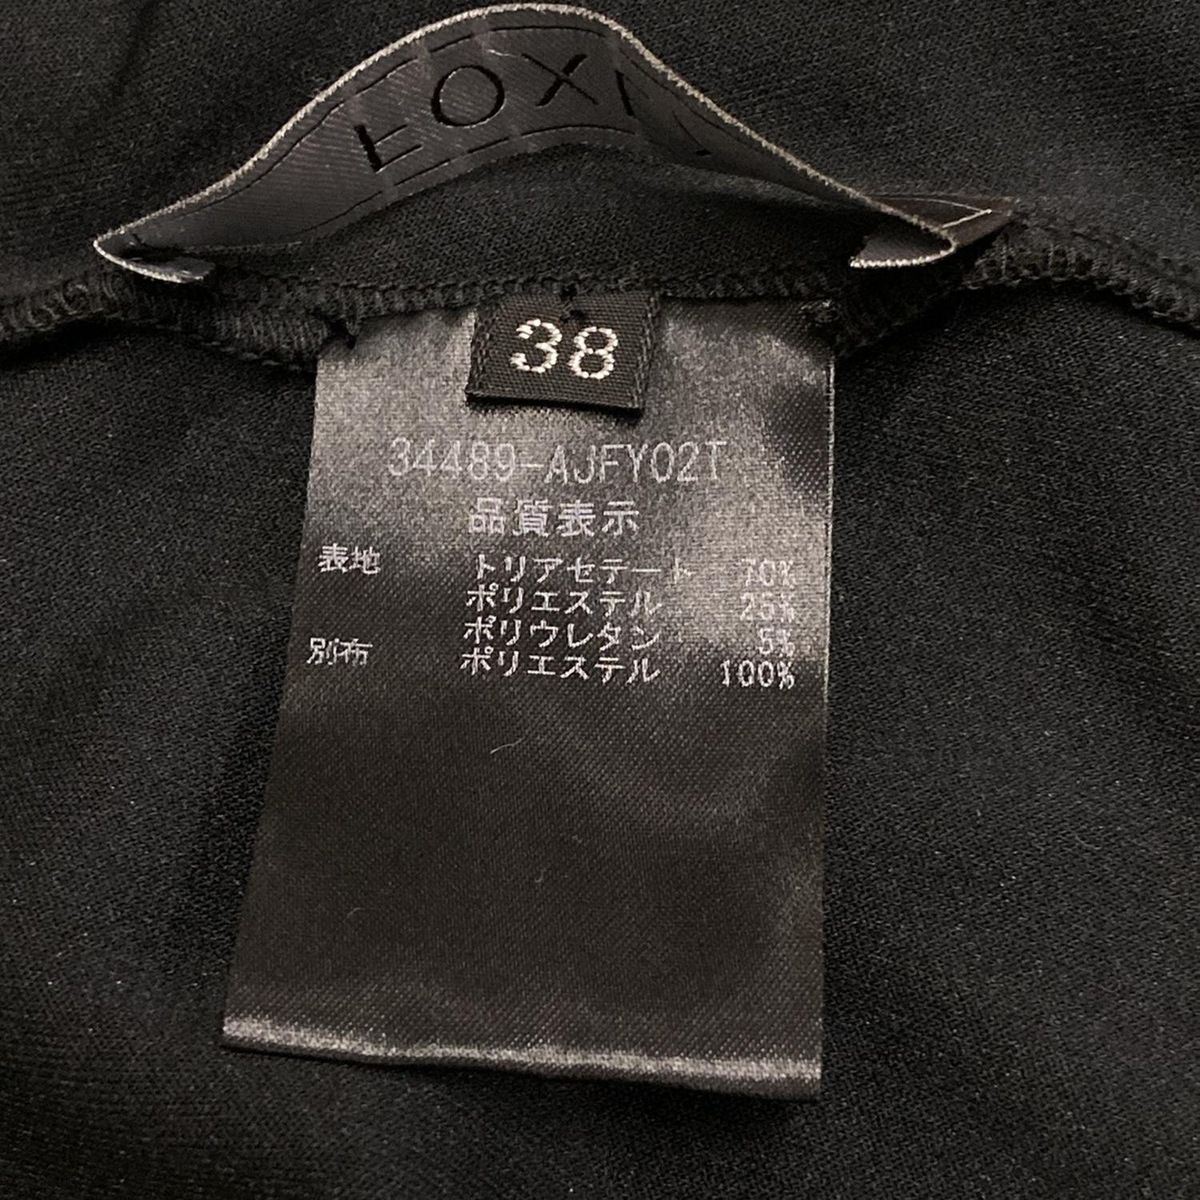 FOX
38
34489-AJFY02T
品質表示
表地 トリアセテート 70%
ポリエステル 25%
ポリウレタン 5%
別布 ポリエステル 100%